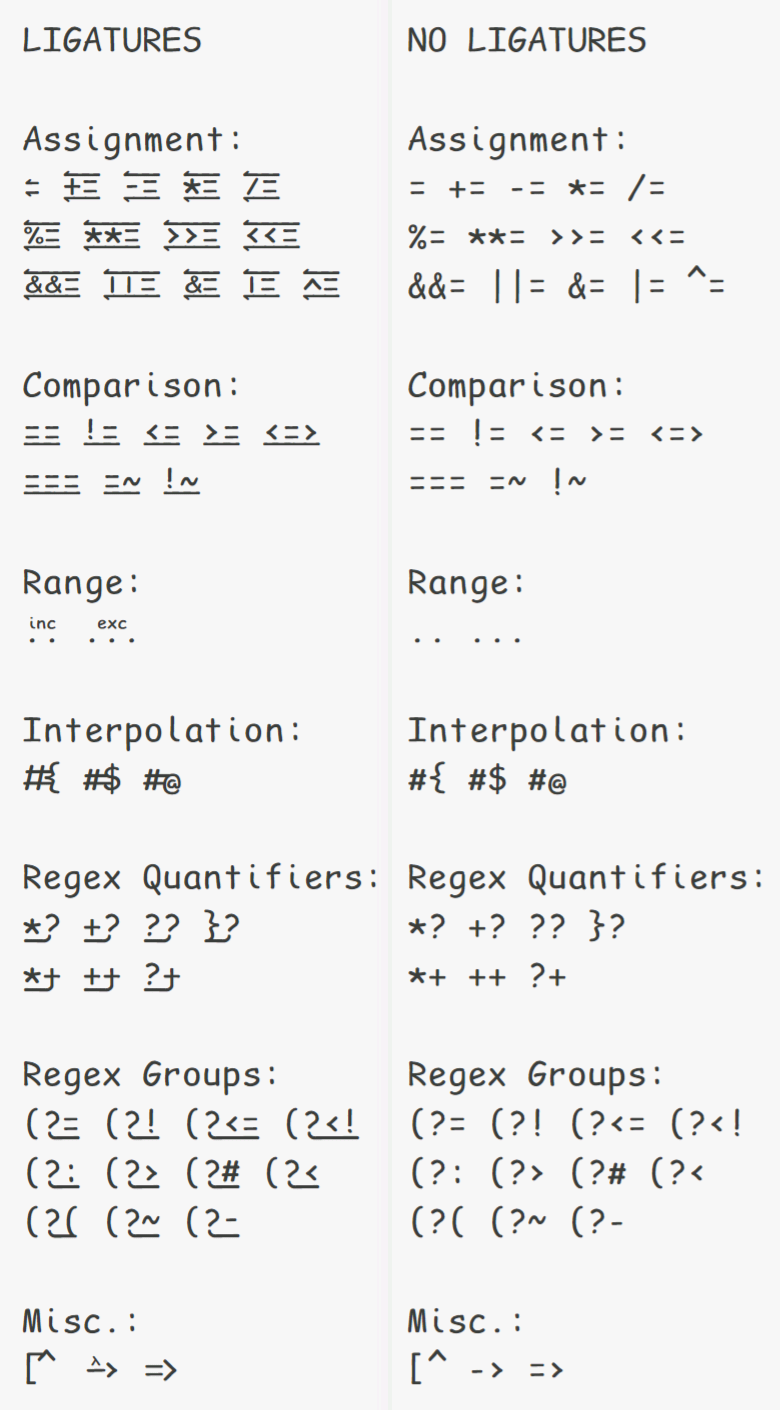 LIGATURES
Assignment:
= += -= *= /=
%= **= >>= <<=
&&= ||= &= |= ^=
Comparison:
== != <= >= <=>
=== =~ !~
Range:
inc exc
.. ...
Interpolation:
#{ #$ #@
Regex Quantifiers:
*? +? ?? }?
*+ ++ ?+
Regex Groups:
(?= (?! (?<= (?<!
(?: (?> (?# (?<
(?( (?~ (?-
Misc.:
[^ -> =>
NO LIGATURES
Assignment:
= += -= *= /=
%= **= >>= <<=
&&= ||= &= |= ^=
Comparison:
== != <= >= <=>
=== =~ !~
Range:
.. ...
Interpolation:
#{ #$ #@
Regex Quantifiers:
*? +? ?? }?
*+ ++ ?+
Regex Groups:
(?= (?! (?<= (?<!
(?: (?> (?# (?<
(?( (?~ (?-
Misc.:
[^ -> =>